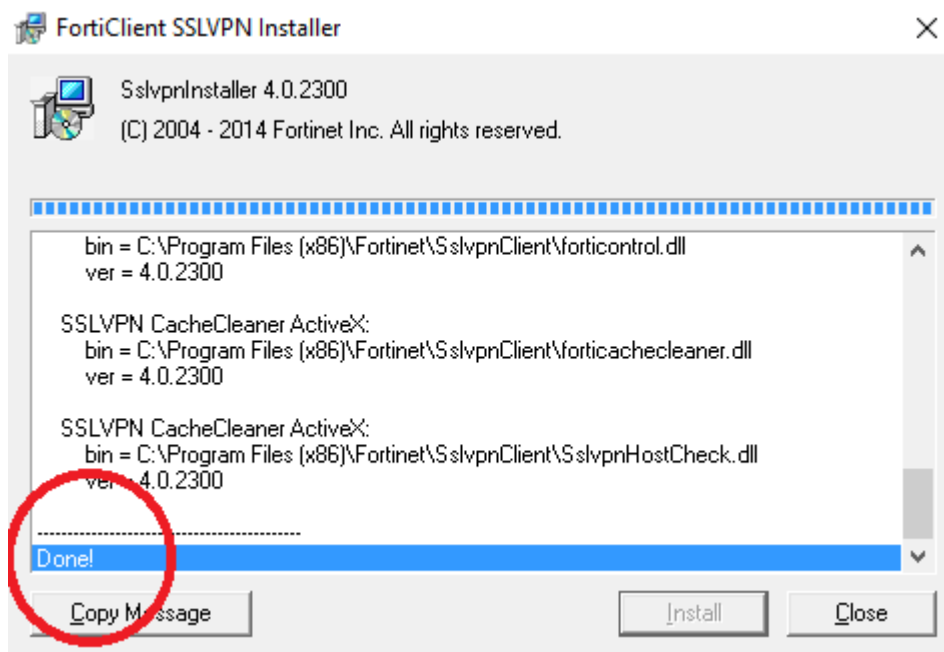 FortiClient SSLVPN Installer
SslvpnInstaller 4.0.2300
(C) 2004 - 2014 Fortinet Inc. All rights reserved.
bin = C:\Program Files (x86)\Fortinet\SslvpnClient\forticontrol.dll
ver = 4.0.2300
SSLVPN CacheCleaner ActiveX:
bin = C:\Program Files (x86)\Fortinet\SslvpnClient\forticachecleaner.dll
ver = 4.0.2300
SSLVPN CacheCleaner ActiveX:
bin = C:\Program Files (x86)\Fortinet\SslvpnClient\SslvpnHostCheck.dll
ver = 4.0.2300
--------------------------------------------
Done!
Copy Message
Install
Close